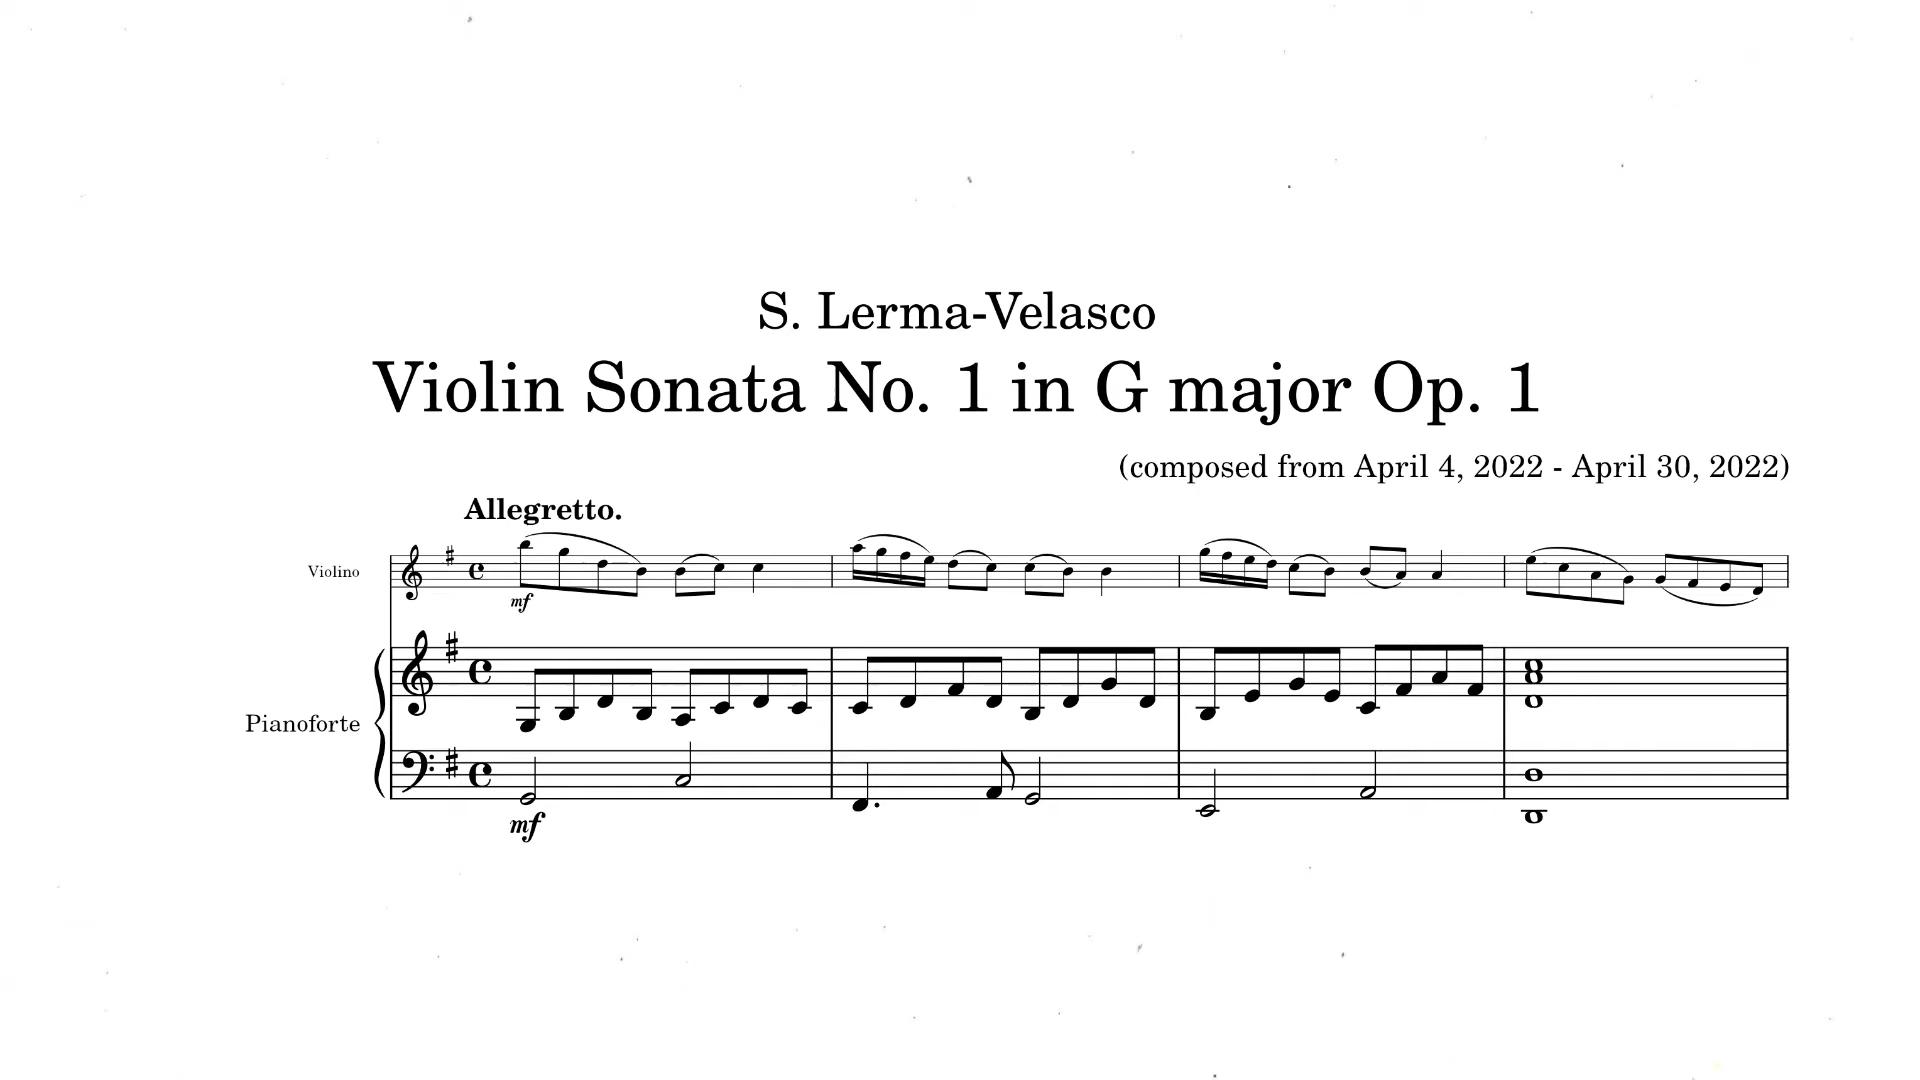 S. Lerma-Velasco
Violin Sonata No. 1 in G major Op. 1
(composed from April 4, 2022 - April 30, 2022)
Allegretto.
Violino
mf
Pianoforte
mf